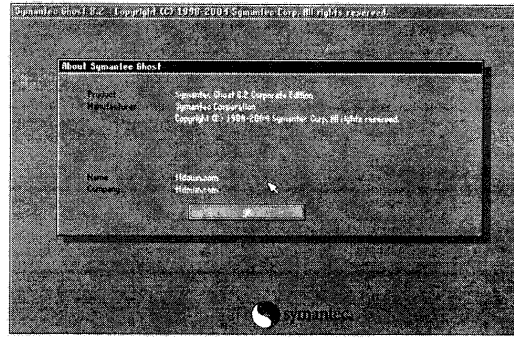 Symantec Ghost 8.2 Copyright (C) 1998-2004 Symantec Corp. All rights reserved.
About Symantec Ghost
Product Symantec Ghost 8.2 Corporate Edition
Manufacturer Symantec Corporation
Copyright (C) 1998-2004 Symantec Corp. All rights reserved.
Name
Company
symantec